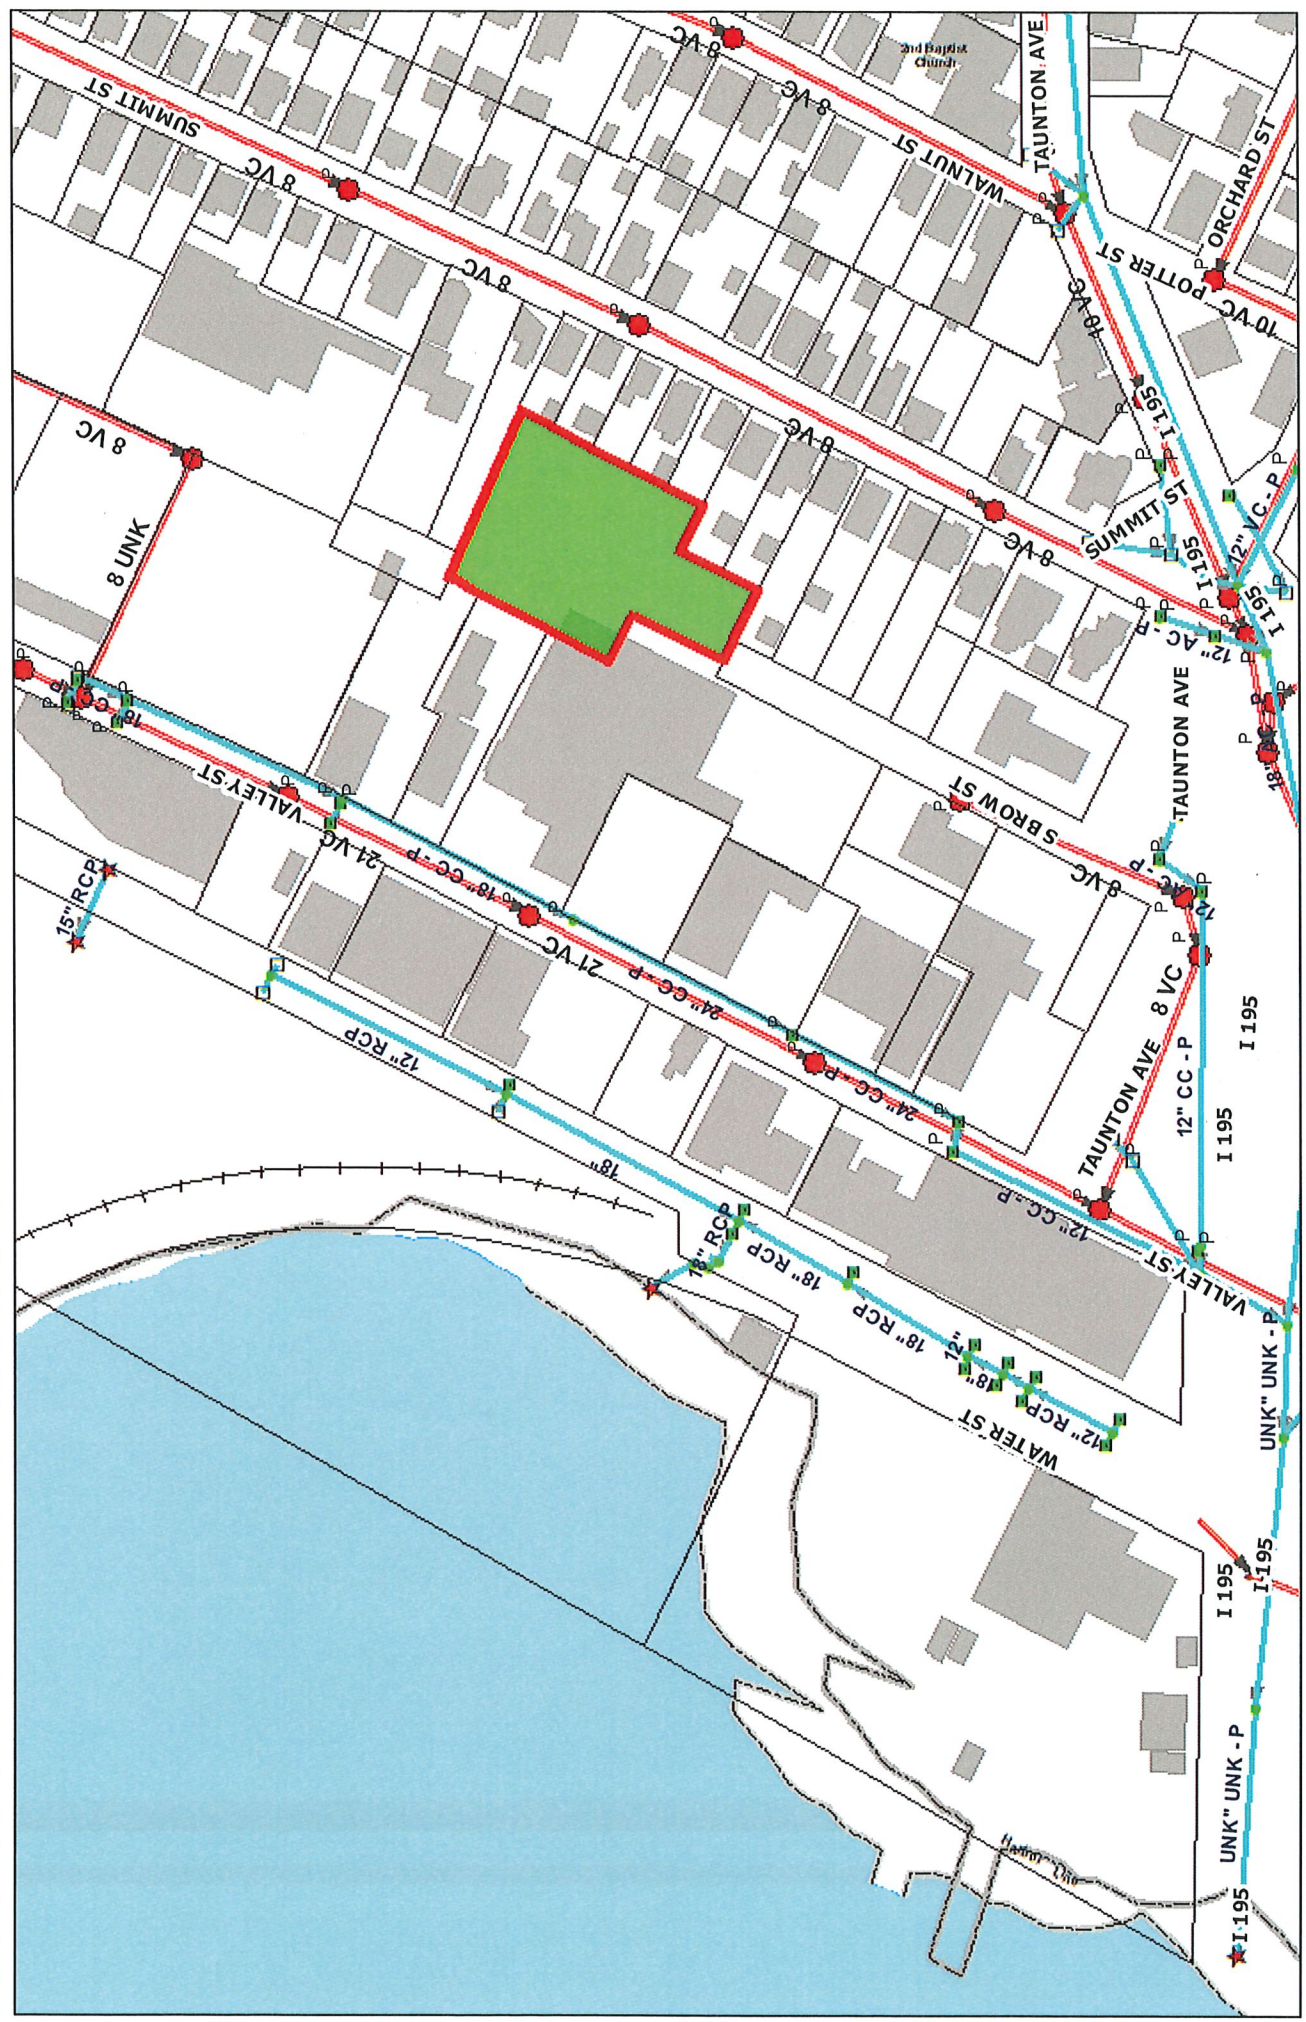 8 VC
2nd Baptist
Church
TAUNTON AVE
SUMMIT ST
8 VC
8 VC
WALNUT ST
ORCHARD ST
POTTER ST
8 VC
10 VC
10 VC
8 VC
I 195
8 VC
8 UNK
SUMMIT ST
12" VC - P
8 VC
I 195
I 195
12" AC - P
TAUNTON AVE
18"
VALLEY ST
S BROW ST
21 VC
18" CC - P
8 VC
15" RCP
21 VC
24" CC - P
8 VC
I 195
12" RCP
12" CC - P
24" CC - P
TAUNTON AVE
I 195
18"
12" CC - P
18" RCP
18" RCP
VALLEY ST
18" RCP
12"
18"
UNK" UNK - P
12" RCP
WATER ST
I 195
I 195
UNK" UNK - P
I 195